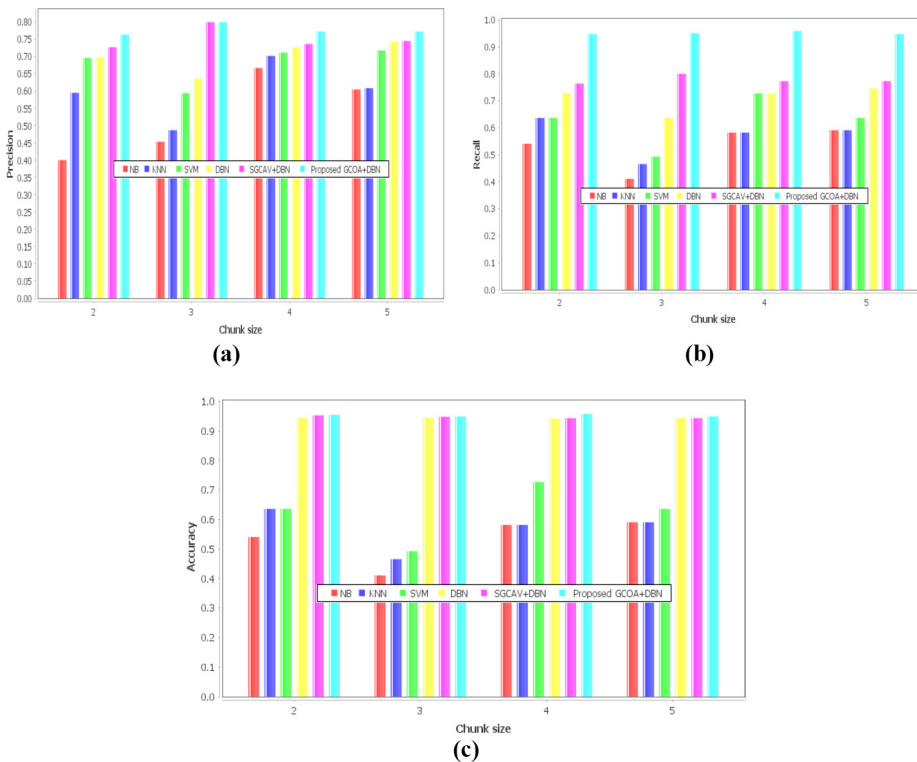 0.80
0.75
0.70
0.65
0.60
0.55
0.50
0.45
0.40
0.35
0.30
0.25
0.20
0.15
0.10
0.05
0.00
Precision
NB KNN SVM DBN SGCAV+DBN Proposed GCOA+DBN
2 3 4 5
Chunk size
(a)
1.0
0.9
0.8
0.7
0.6
0.5
0.4
0.3
0.2
0.1
0.0
Recall
NB KNN SVM DBN SGCAV+DBN Proposed GCOA+DBN
2 3 4 5
Chunk size
(b)
1.0
0.9
0.8
0.7
0.6
0.5
0.4
0.3
0.2
0.1
0.0
Accuracy
NB KNN SVM DBN SGCAV+DBN Proposed GCOA+DBN
2 3 4 5
Chunk size
(c)